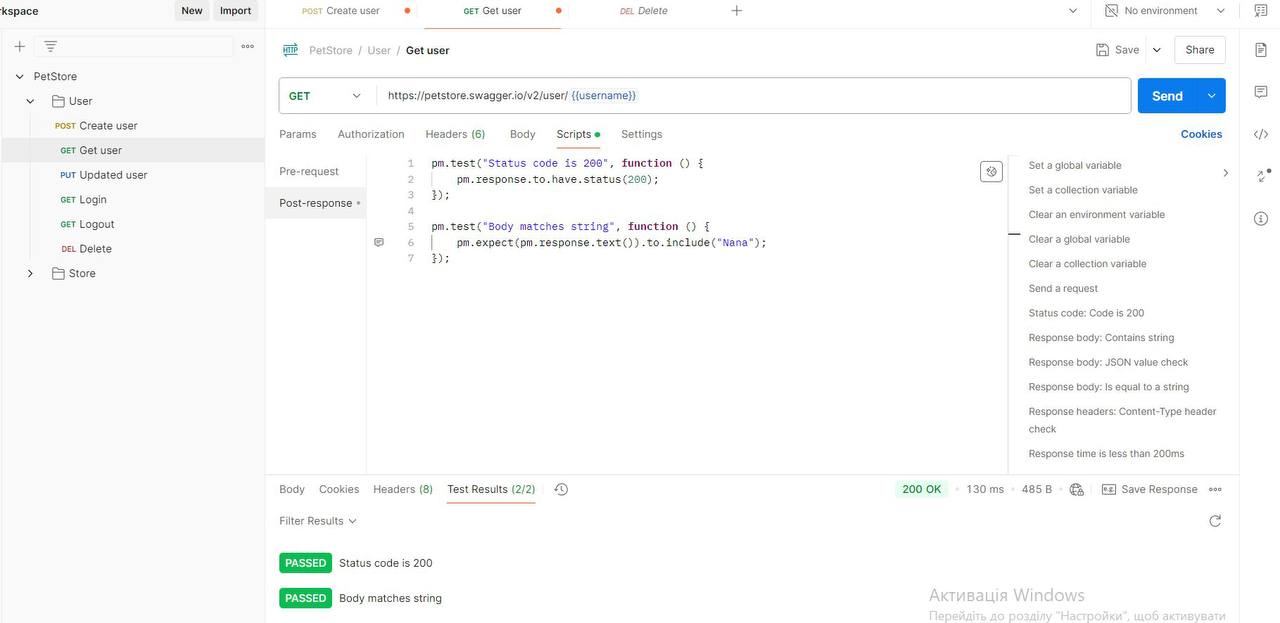 rkspace New Import
POST Create user
GET Get user
DEL Delete
No environment
PetStore / User / Get user
Save
Share
GET
https://petstore.swagger.io/v2/user/ {{username}}
Send
PetStore
User
POST Create user
GET Get user
PUT Updated user
GET Login
GET Logout
DEL Delete
Store
Params Authorization Headers (6) Body Scripts Settings Cookies
Pre-request
Post-response
1 pm.test("Status code is 200", function () {
2 pm.response.to.have.status(200);
3 });
4
5 pm.test("Body matches string", function () {
6 pm.expect(pm.response.text()).to.include("Nana");
7 });
Set a global variable
Set a collection variable
Clear an environment variable
Clear a global variable
Clear a collection variable
Send a request
Status code: Code is 200
Response body: Contains string
Response body: JSON value check
Response body: Is equal to a string
Response headers: Content-Type header
check
Response time is less than 200ms
Body Cookies Headers (8) Test Results (2/2)
200 OK 130 ms 485 B e.g. Save Response
Filter Results
PASSED Status code is 200
PASSED Body matches string
Активація Windows
Перейдіть до розділу "Настройки", щоб активувати